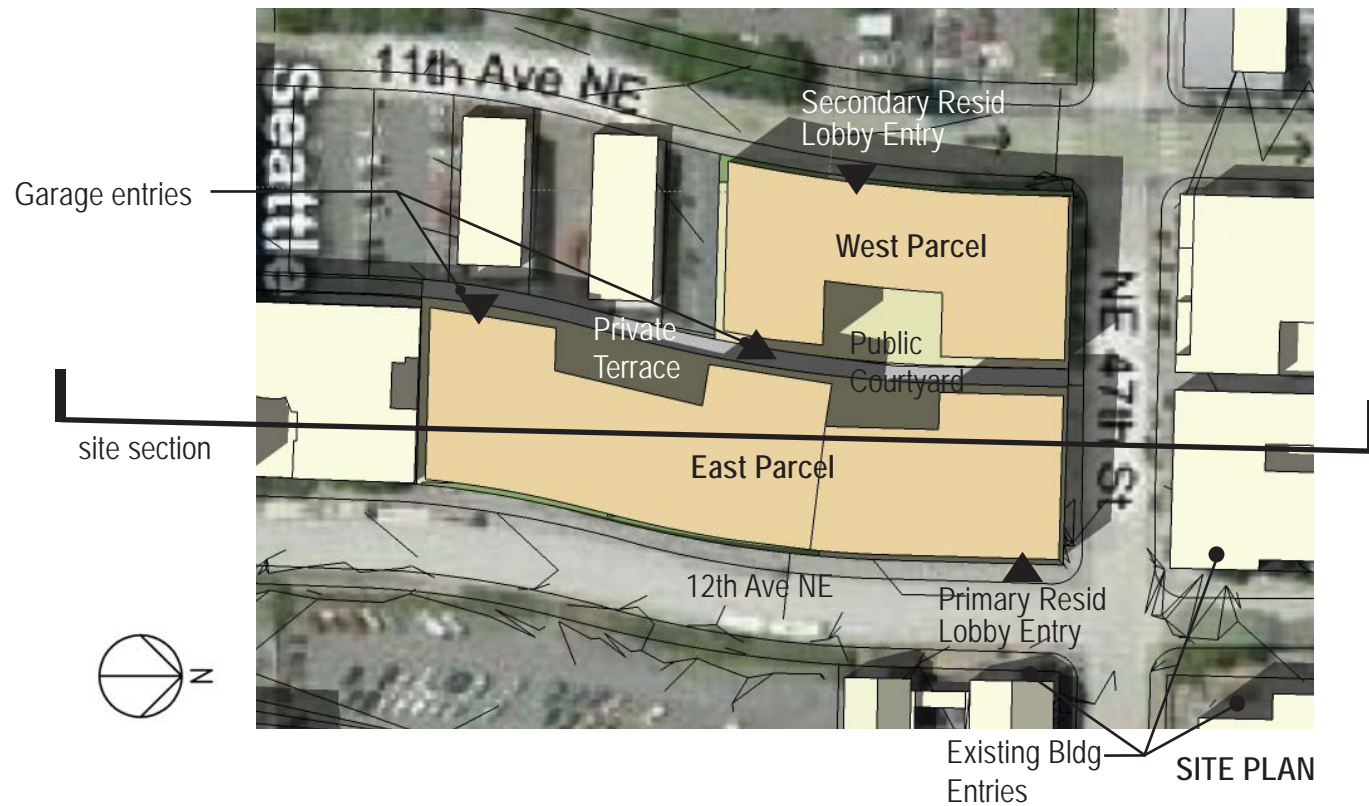 11th Ave NE
Seattle
Secondary Resid
Lobby Entry
Garage entries
West Parcel
NE 47th St
Private
Terrace
Public
Courtyard
site section
East Parcel
12th Ave NE
Primary Resid
Lobby Entry
N
Existing Bldg
Entries
SITE PLAN